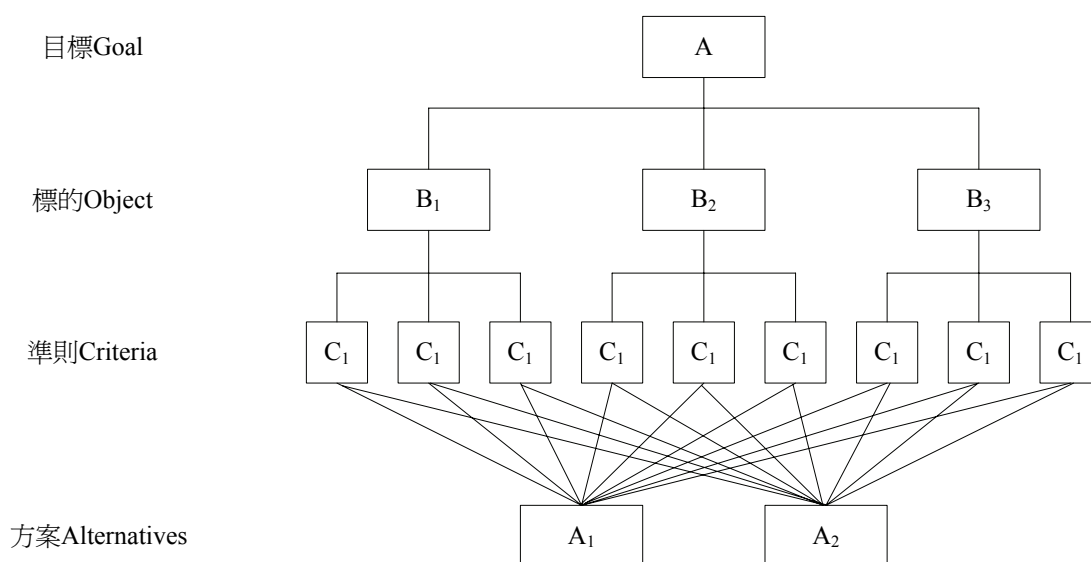 目標Goal
A
標的Object
B₁ B₂ B₃
準則Criteria
C₁ C₁ C₁ C₁ C₁ C₁ C₁ C₁ C₁
方案Alternatives
A₁ A₂